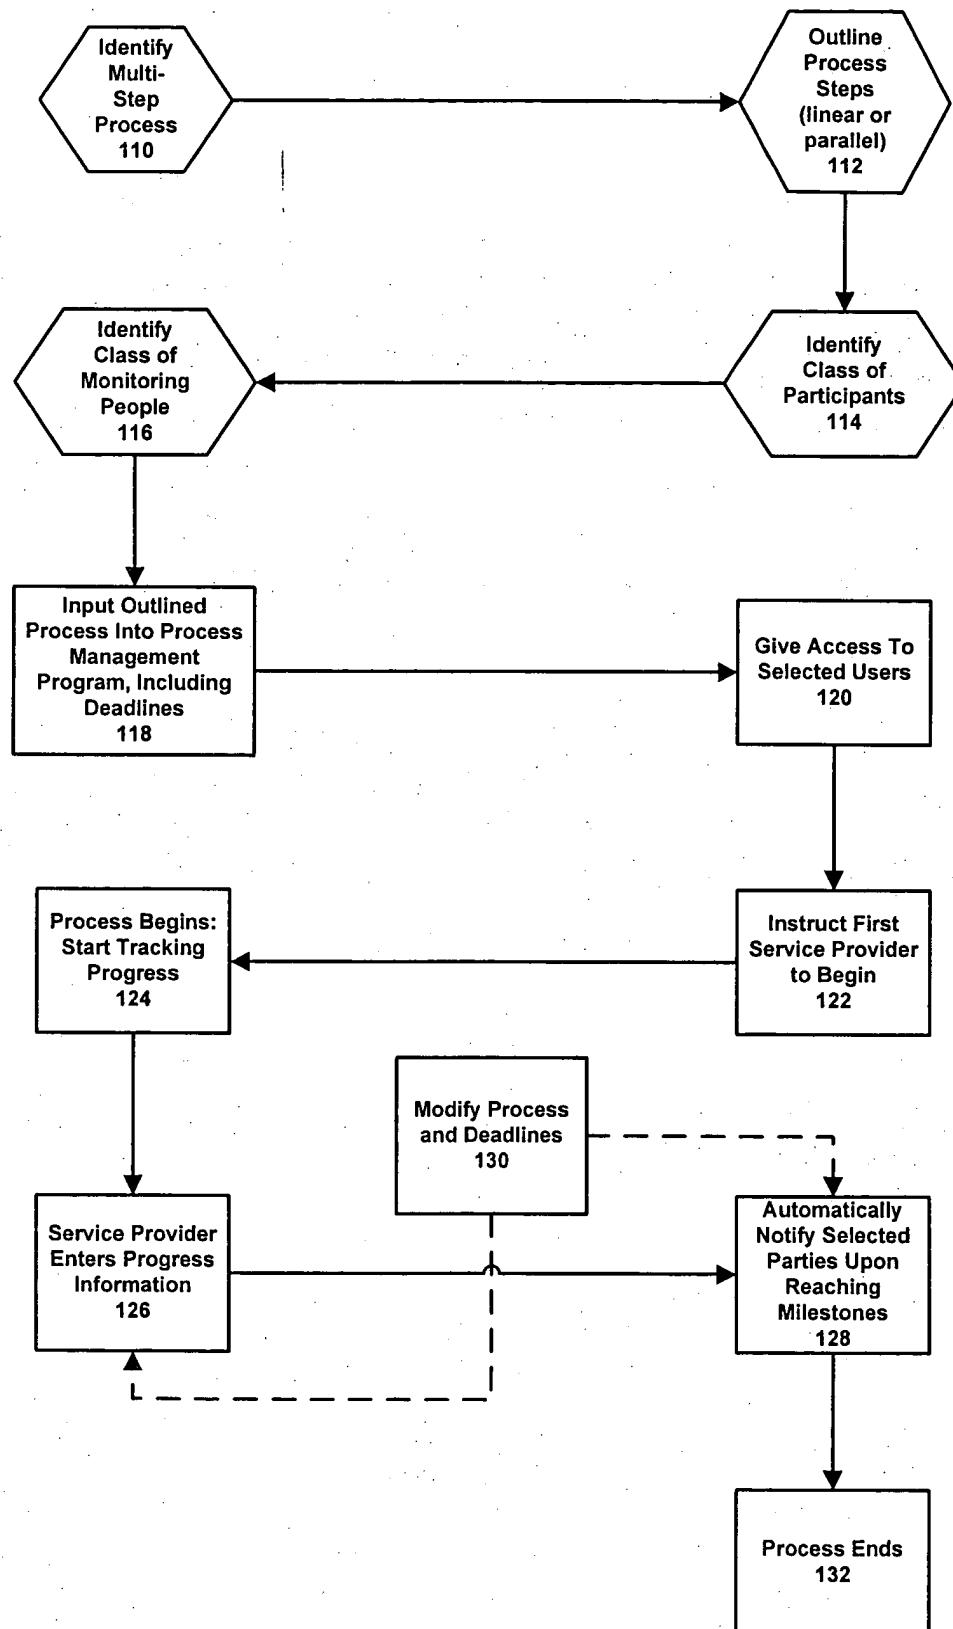 Identify
Multi-
Step
Process
110
Outline
Process
Steps
(linear or
parallel)
112
Identify
Class of
Monitoring
People
116
Identify
Class of
Participants
114
Input Outlined
Process Into Process
Management
Program, Including
Deadlines
118
Give Access To
Selected Users
120
Process Begins:
Start Tracking
Progress
124
Instruct First
Service Provider
to Begin
122
Modify Process
and Deadlines
130
Service Provider
Enters Progress
Information
126
Automatically
Notify Selected
Parties Upon
Reaching
Milestones
128
Process Ends
132